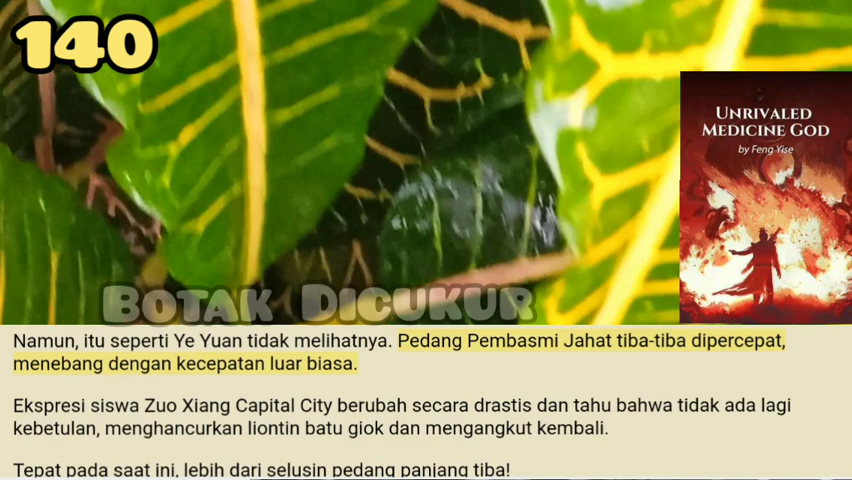 140
UNRIVALED
MEDICINE GOD
by Feng Yise
BOTAK DICUKUR
Namun, itu seperti Ye Yuan tidak melihatnya. Pedang Pembasmi Jahat tiba-tiba dipercepat,
menebang dengan kecepatan luar biasa.
Ekspresi siswa Zuo Xiang Capital City berubah secara drastis dan tahu bahwa tidak ada lagi
kebetulan, menghancurkan liontin batu giok dan mengangkut kembali.
Tepat pada saat ini, lebih dari selusin pedang panjang tiba!